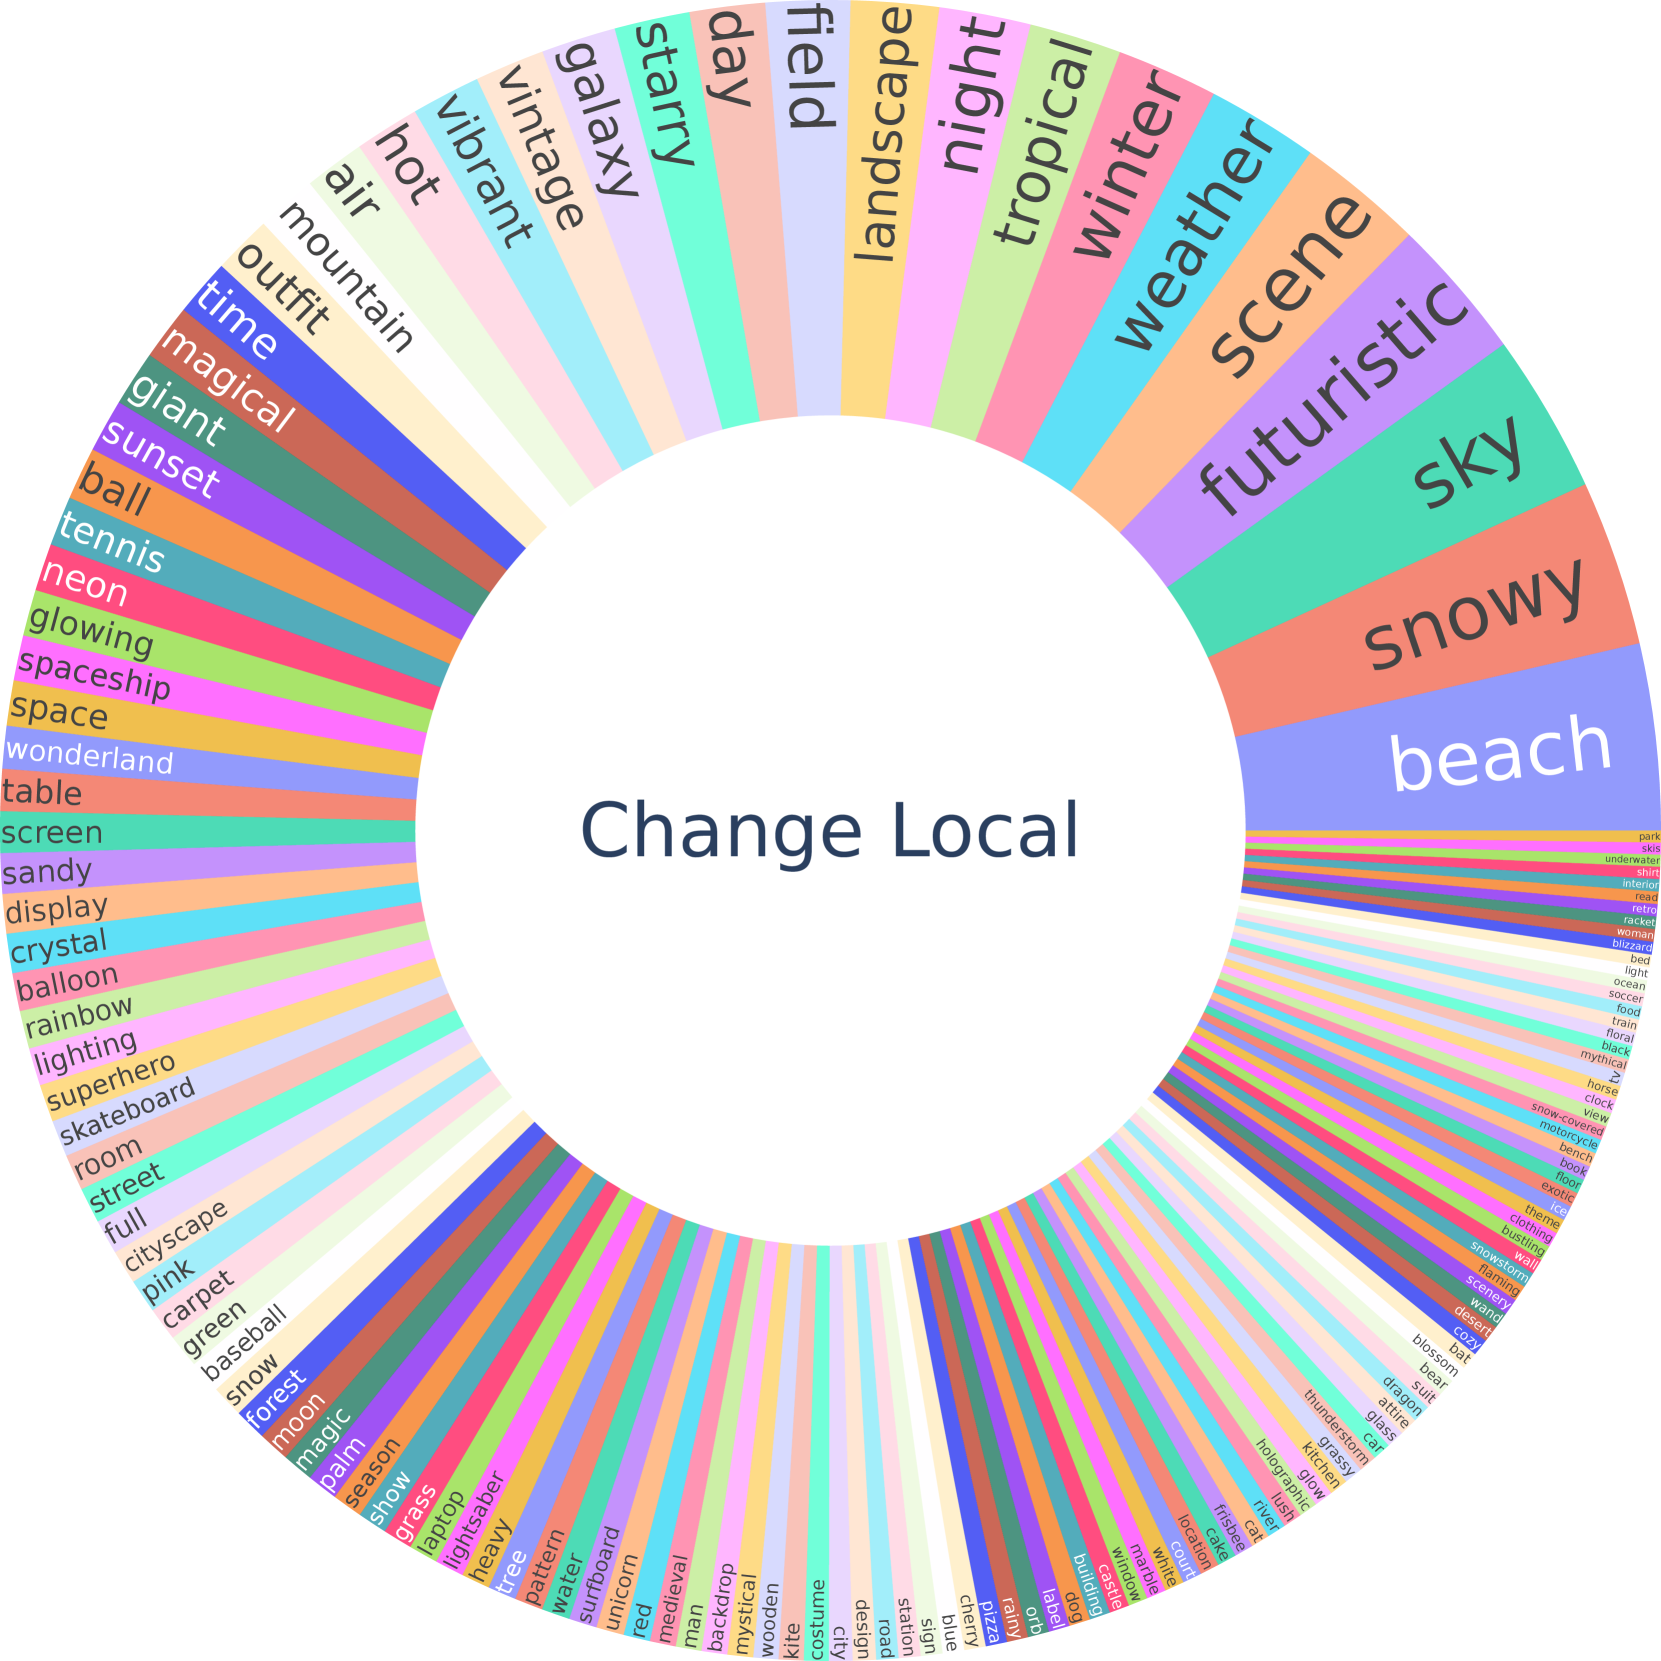 Change Local
beach
snowy
sky
futuristic
scene
weather
winter
tropical
night
landscape
field
day
starry
galaxy
vintage
vibrant
hot
air
mountain
outfit
time
magical
giant
sunset
ball
tennis
neon
glowing
spaceship
space
wonderland
table
screen
sandy
display
crystal
balloon
rainbow
lighting
superhero
skateboard
room
street
full
cityscape
pink
carpet
green
baseball
snow
forest
moon
magic
palm
season
show
grass
laptop
lightsaber
heavy
tree
pattern
water
surfboard
unicorn
red
medieval
man
backdrop
mystical
wooden
kite
costume
city
design
road
station
sign
blue
cherry
pizza
rainy
orb
label
dog
building
castle
window
marble
white
court
location
cake
frisbee
cat
river
lush
holographic
glow
kitchen
grassy
thunderstorm
car
glass
attire
dragon
suit
bear
blossom
bat
cozy
desert
wand
scenery
flaming
snowstorm
wall
bustling
clothing
theme
ice
exotic
floor
book
bench
motorcycle
snow-covered
view
clock
horse
tv
mythical
black
floral
train
food
soccer
ocean
light
bed
blizzard
woman
racket
retro
read
interior
shirt
underwater
skis
park